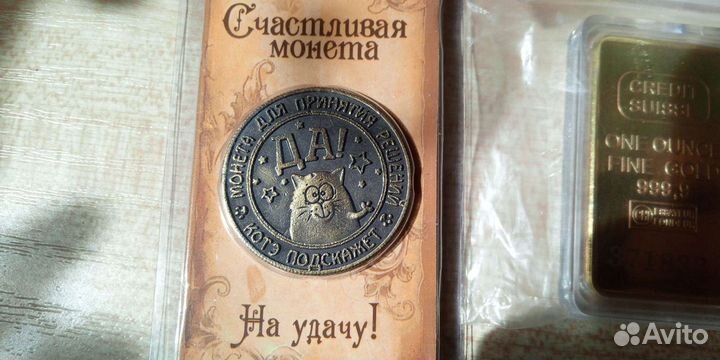 Счастливая
монета
МОНЕТА ДЛЯ ПРИНЯТИЯ РЕШЕНИЙ
ДА!
КОТЭ ПОДСКАЖЕТ
На удачу!
CREDIT
SUISSE
ONE OUNCE
FINE GOLD
999,9
Avito